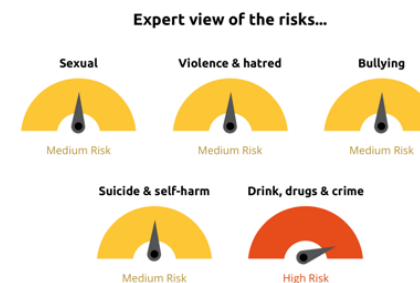 Expert view of the risks...
Sexual
Violence & hatred
Bullying
Medium Risk
Medium Risk
Medium Risk
Suicide & self-harm
Drink, drugs & crime
Medium Risk
High Risk